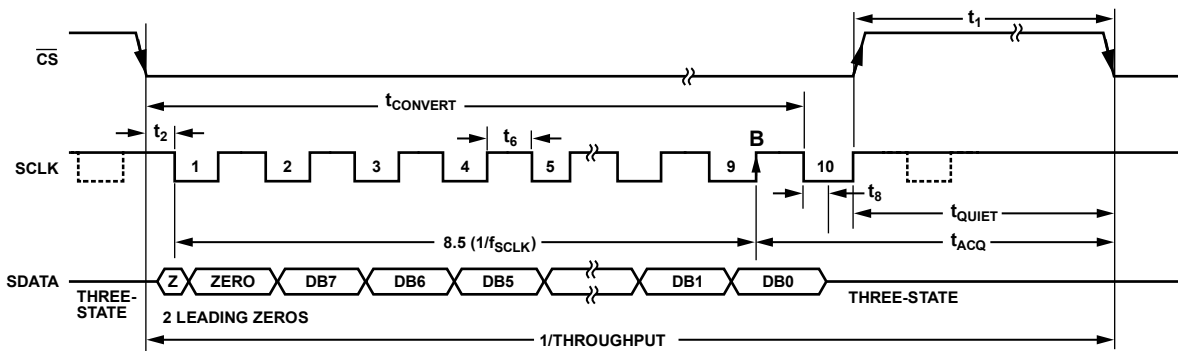 t1
CS
tCONVERT
t2
t6
B
SCLK
1 2 3 4 5 9 10
t8
tQUIET
8.5 (1/fSCLK)
tACQ
SDATA
Z ZERO DB7 DB6 DB5 DB1 DB0
THREE-
STATE
THREE-STATE
2 LEADING ZEROS
1/THROUGHPUT